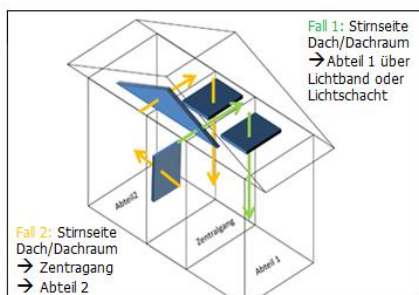 Fall 1: Stirnseite
Dach/Dachraum
→ Abteil 1 über
Lichtband oder
Lichtschacht
Abteil2
Zentralgang
Abteil 1
Fall 2: Stirnseite
Dach/Dachraum
→ Zentragang
→ Abteil 2